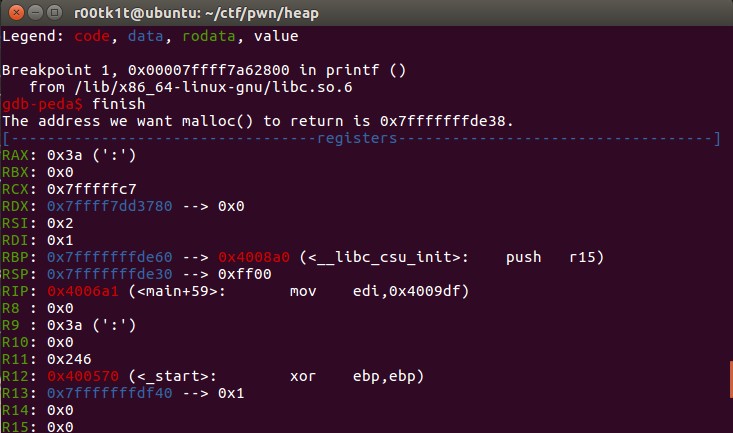 r00tk1t@ubuntu: ~/ctf/pwn/heap
Legend: code, data, rodata, value
Breakpoint 1, 0x00007ffff7a62800 in printf ()
from /lib/x86_64-linux-gnu/libc.so.6
gdb-peda$ finish
The address we want malloc() to return is 0x7fffffffde38.
[----------------------------------registers-----------------------------------]
RAX: 0x3a (':')
RBX: 0x0
RCX: 0x7fffffc7
RDX: 0x7ffff7dd3780 --> 0x0
RSI: 0x2
RDI: 0x1
RBP: 0x7fffffffde60 --> 0x4008a0 (<__libc_csu_init>: push r15)
RSP: 0x7fffffffde30 --> 0xff00
RIP: 0x4006a1 (<main+59>: mov edi,0x4009df)
R8 : 0x0
R9 : 0x3a (':')
R10: 0x0
R11: 0x246
R12: 0x400570 (<_start>: xor ebp,ebp)
R13: 0x7fffffffdf40 --> 0x1
R14: 0x0
R15: 0x0